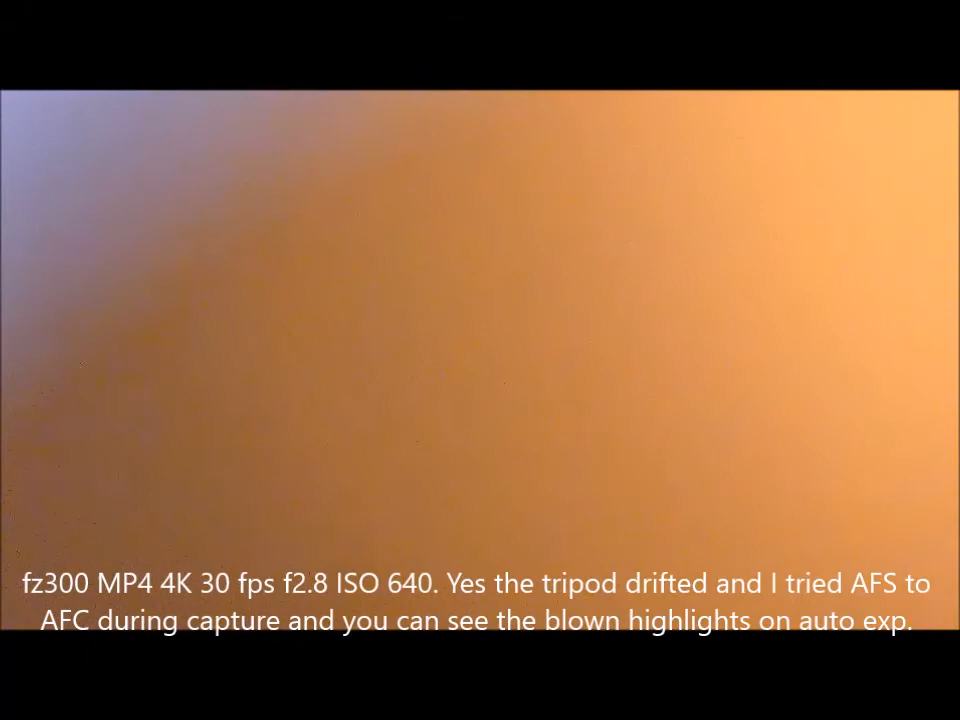 fz300 MP4 4K 30 fps f2.8 ISO 640. Yes the tripod drifted and I tried AFS to
AFC during capture and you can see the blown highlights on auto exp.